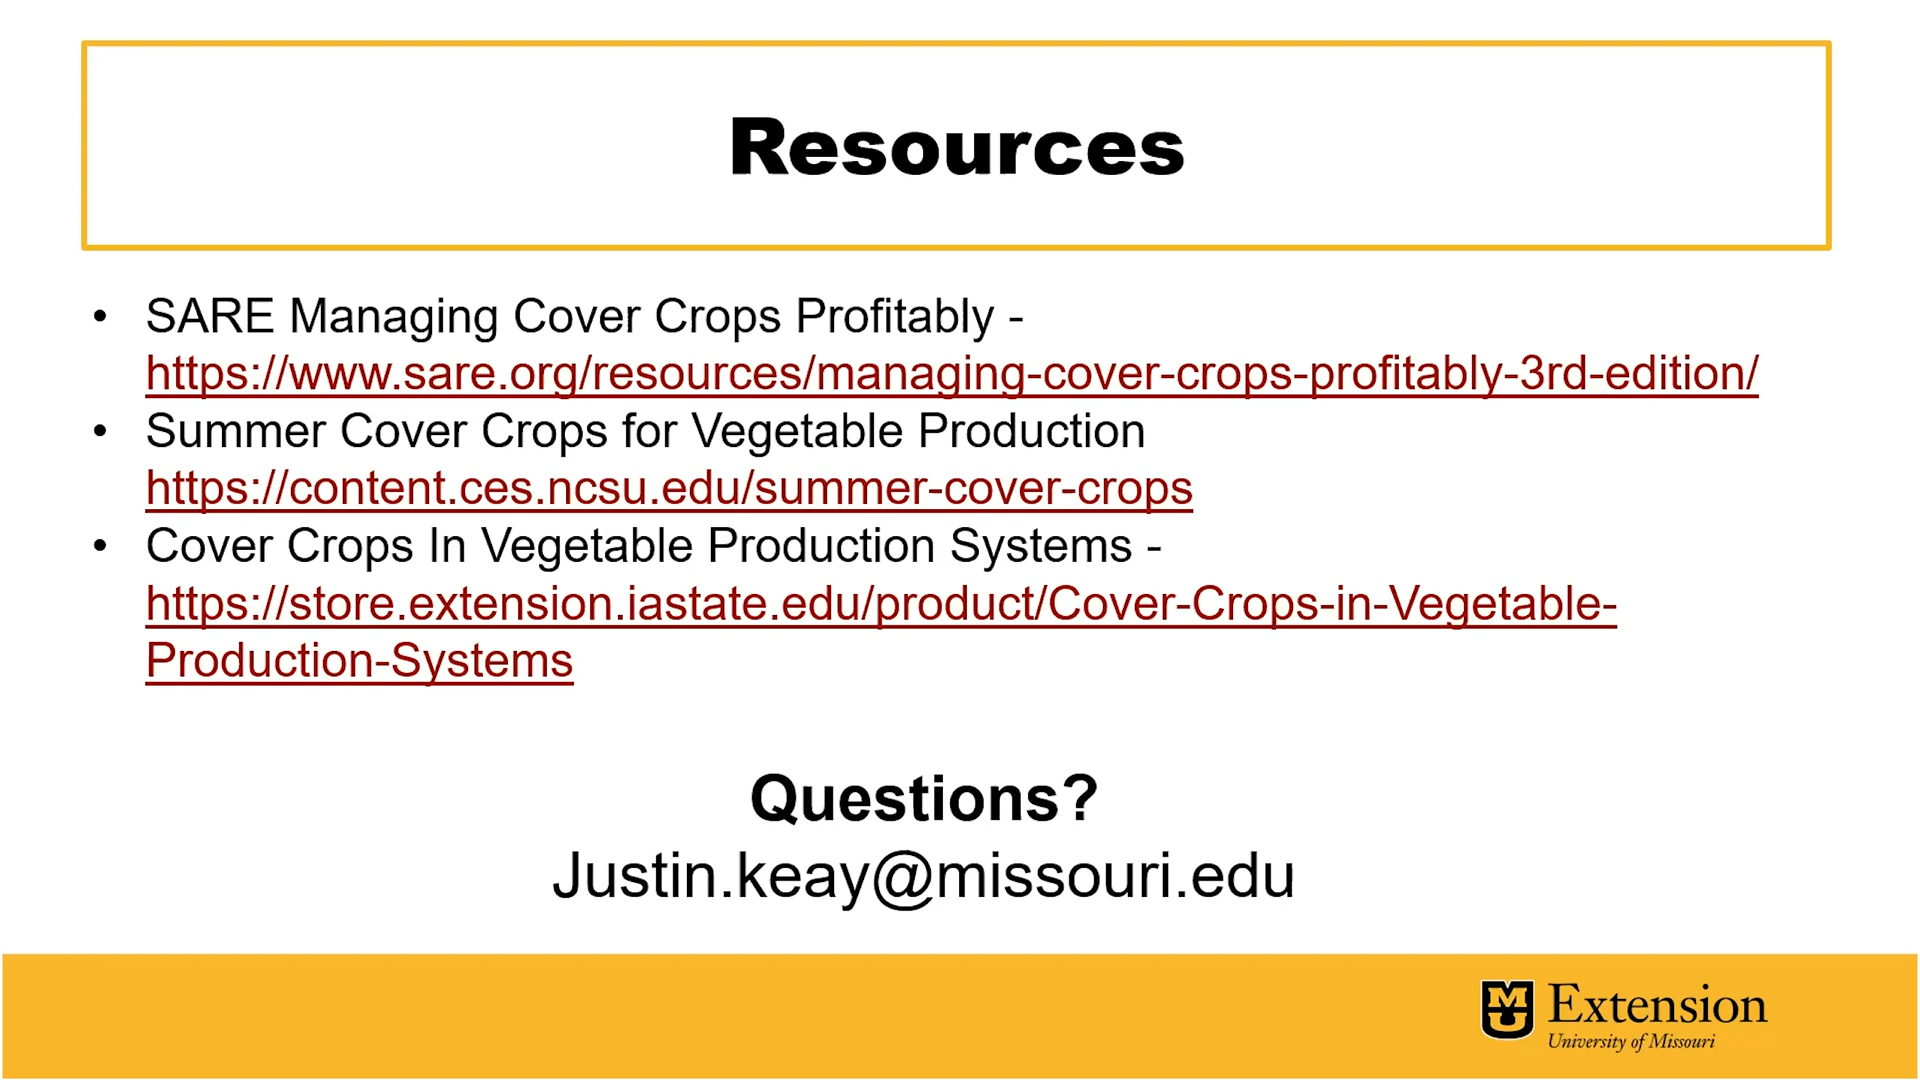 Resources
• SARE Managing Cover Crops Profitably -
https://www.sare.org/resources/managing-cover-crops-profitably-3rd-edition/
• Summer Cover Crops for Vegetable Production
https://content.ces.ncsu.edu/summer-cover-crops
• Cover Crops In Vegetable Production Systems -
https://store.extension.iastate.edu/product/Cover-Crops-in-Vegetable-
Production-Systems
Questions?
Justin.keay@missouri.edu
MU Extension
University of Missouri